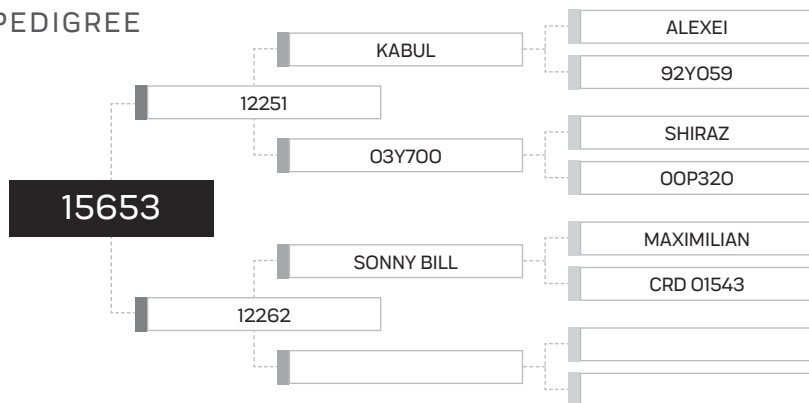 PEDIGREE
ALEXEI
KABUL
92Y059
12251
SHIRAZ
03Y700
00P320
15653
MAXIMILIAN
SONNY BILL
CRD 01543
12262